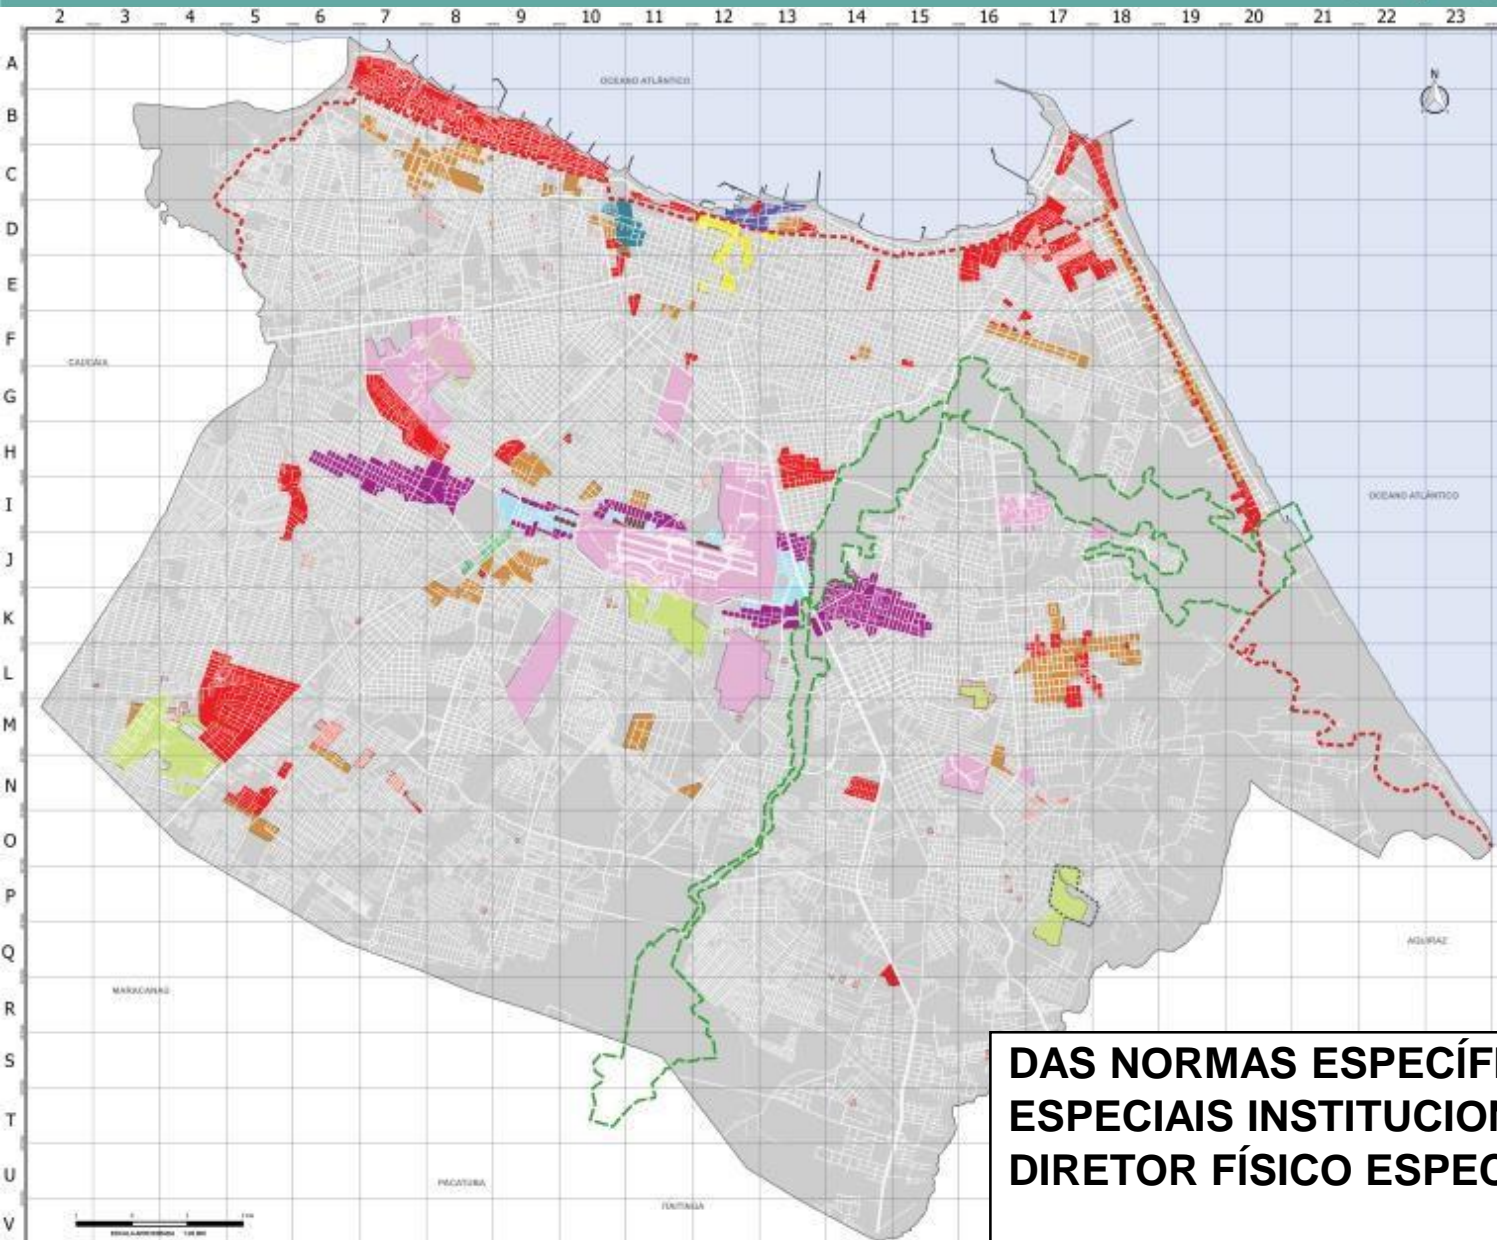 2 3 4 5 6 7 8 9 10 11 12 13 14 15 16 17 18 19 20 21 22 23
A
OCEANO ATLÂNTICO
N
B
C
D
E
F
CAUCAIA
G
H
I
OCEANO ATLÂNTICO
J
K
L
M
N
O
P
Q
AQUIRAZ
MARACANAÚ
R
S
T
U
PACATUBA
ITAITINGA
V
DAS NORMAS ESPECÍF
ESPECIAIS INSTITUCION
DIRETOR FÍSICO ESPEC